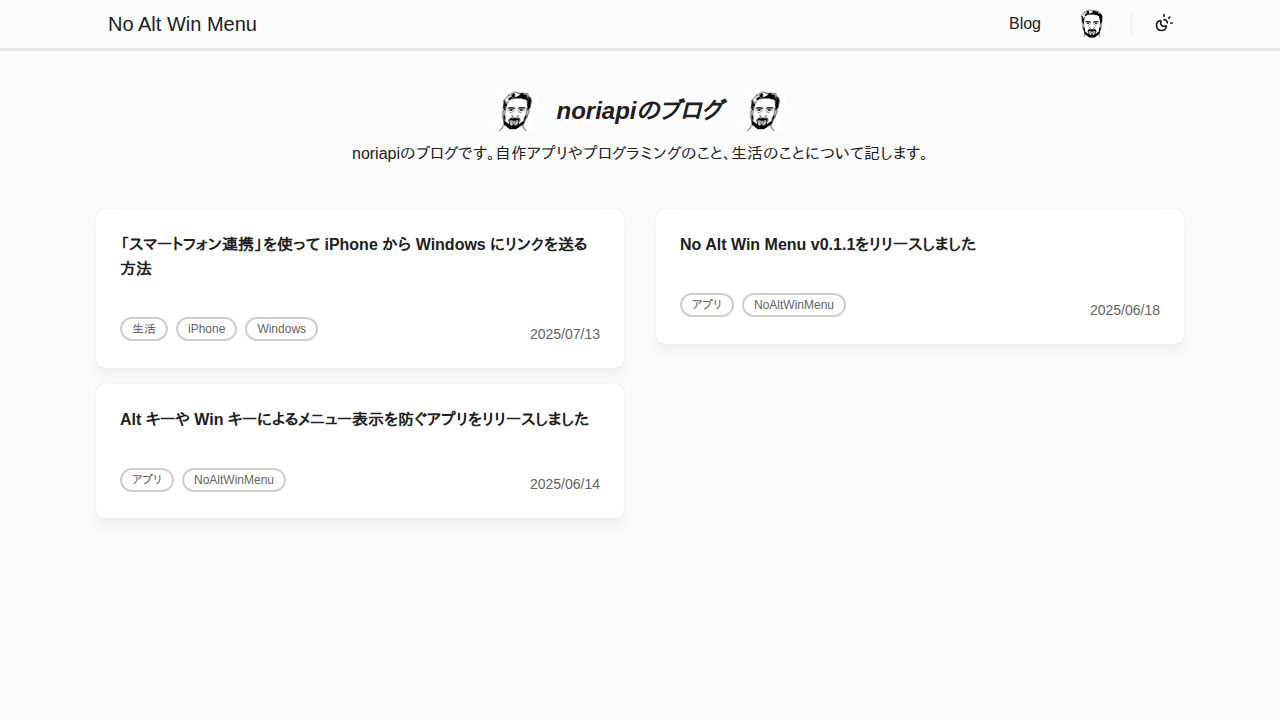 No Alt Win Menu
Blog
noriapiのブログ
noriapiのブログです。自作アプリやプログラミングのこと、生活のことについて記します。
「スマートフォン連携」を使って iPhone から Windows にリンクを送る
方法
生活 iPhone Windows
2025/07/13
No Alt Win Menu v0.1.1をリリースしました
アプリ NoAltWinMenu
2025/06/18
Alt キーや Win キーによるメニュー表示を防ぐアプリをリリースしました
アプリ NoAltWinMenu
2025/06/14